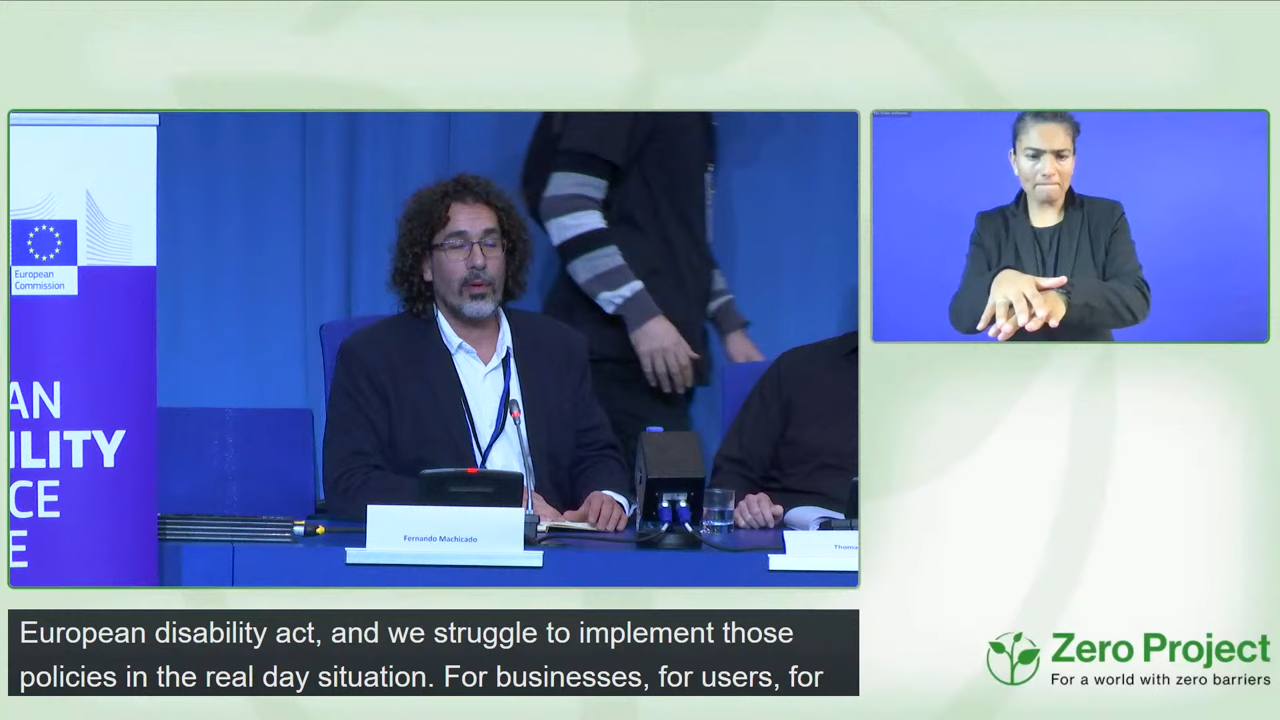 European
Commission
AN
ILITY
CE
E
Fernando Machicado
Thoma
European disability act, and we struggle to implement those
policies in the real day situation. For businesses, for users, for
Zero Project
For a world with zero barriers